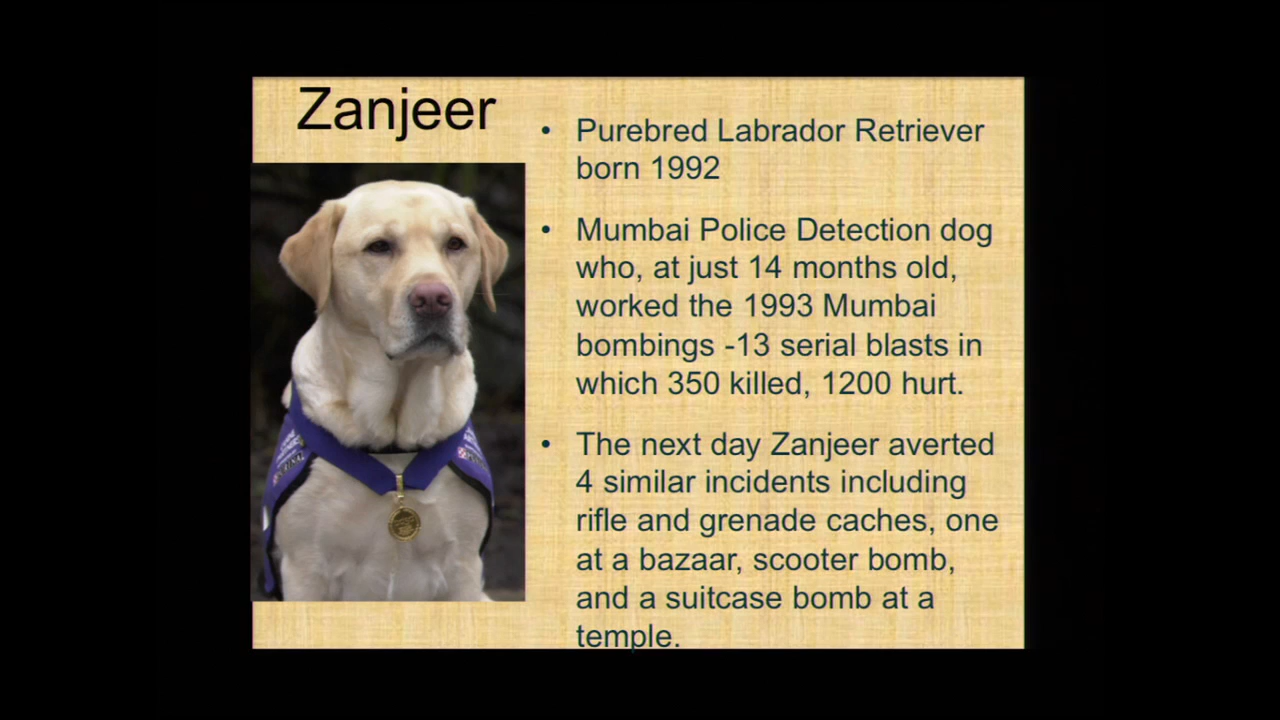 Zanjeer
• Purebred Labrador Retriever
born 1992
• Mumbai Police Detection dog
who, at just 14 months old,
worked the 1993 Mumbai
bombings -13 serial blasts in
which 350 killed, 1200 hurt.
• The next day Zanjeer averted
4 similar incidents including
rifle and grenade caches, one
at a bazaar, scooter bomb,
and a suitcase bomb at a
temple.